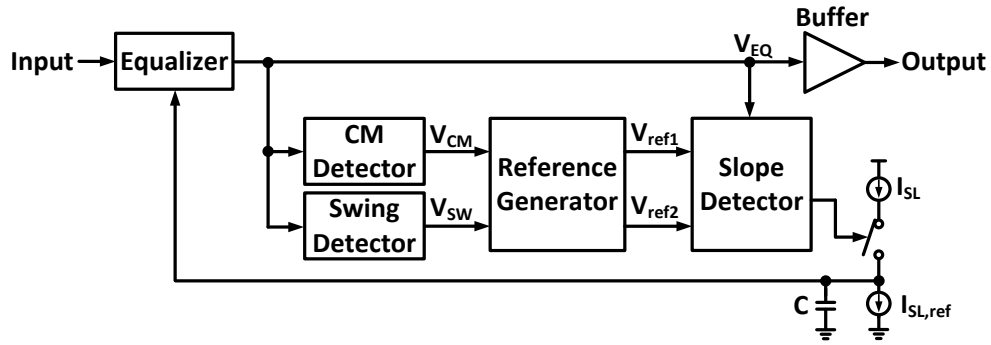 Buffer
Input
Equalizer
V_EQ
Output
CM
Detector
V_CM
Reference
Generator
V_ref1
Slope
Detector
I_SL
Swing
Detector
V_SW
V_ref2
C
I_SL,ref